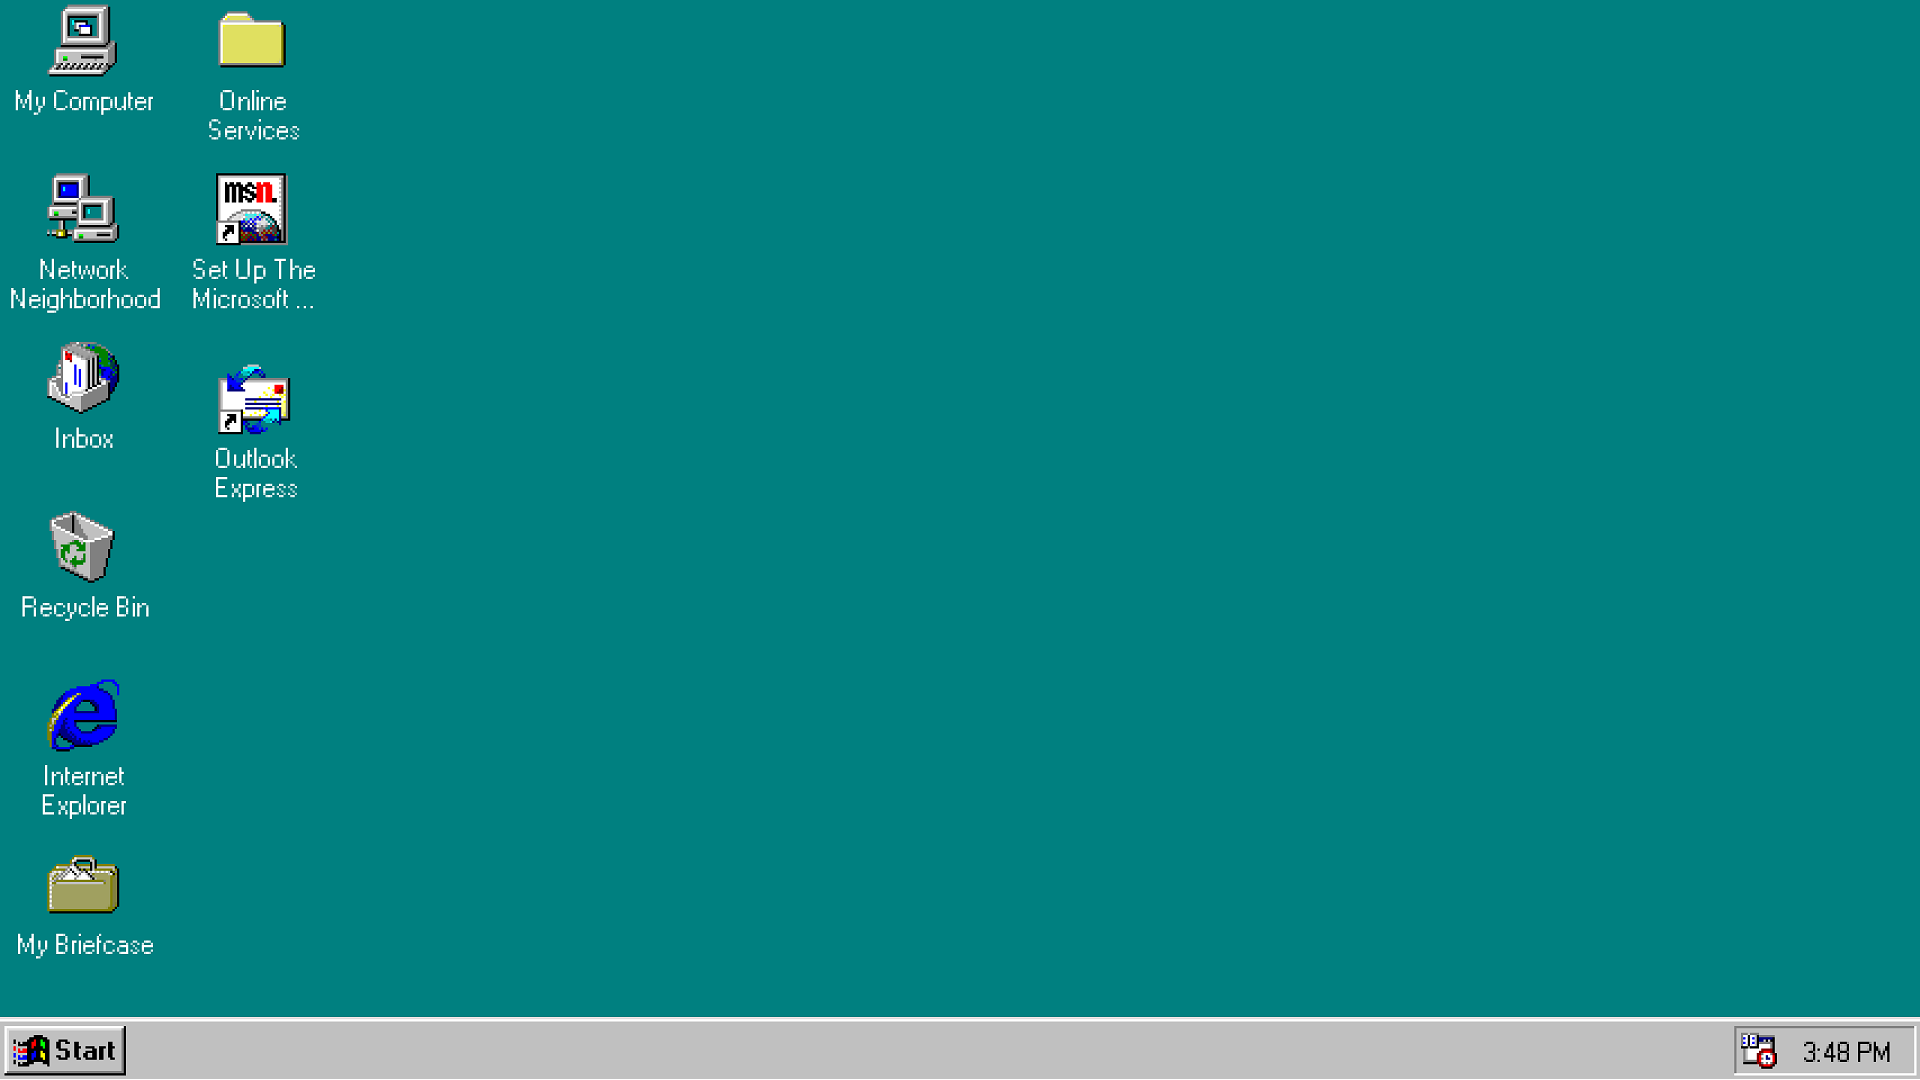 My Computer
Online
Services
msn.
Network
Neighborhood
Set Up The
Microsoft ...
Inbox
Outlook
Express
Recycle Bin
Internet
Explorer
My Briefcase
Start
3:48 PM